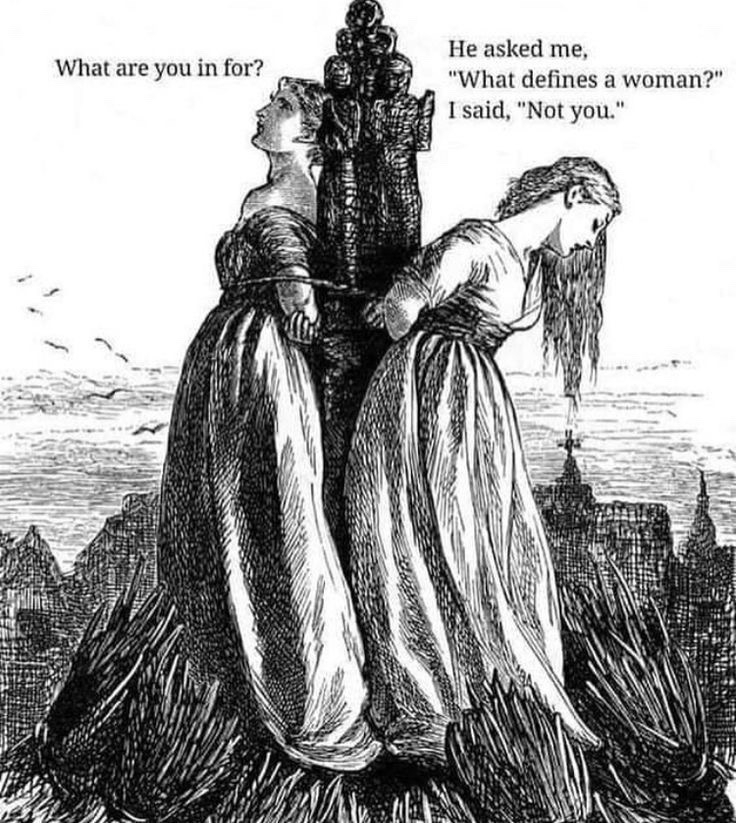 What are you in for?
He asked me,
"What defines a woman?"
I said, "Not you."